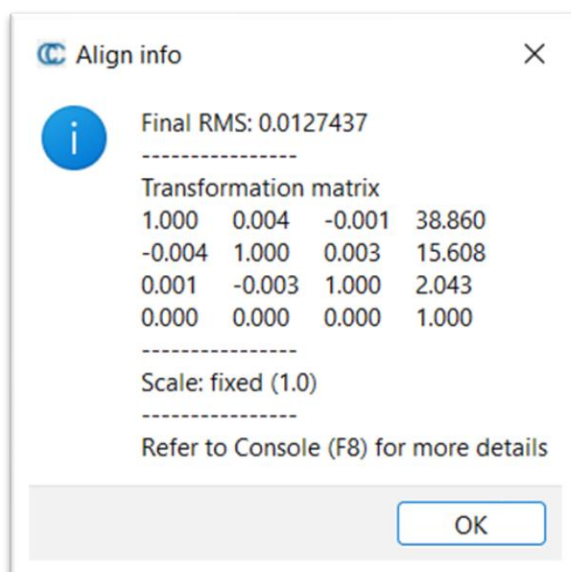 Align info
Final RMS: 0.0127437
----------------
Transformation matrix
1.000 0.004 -0.001 38.860
-0.004 1.000 0.003 15.608
0.001 -0.003 1.000 2.043
0.000 0.000 0.000 1.000
----------------
Scale: fixed (1.0)
----------------
Refer to Console (F8) for more details
OK